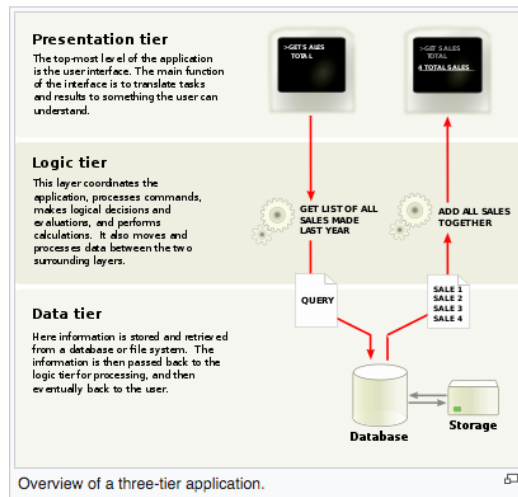 Presentation tier
The top-most level of the application
is the user interface. The main function
of the interface is to translate tasks
and results to something the user can
understand.
>GET SALES
TOTAL
>GET SALES
TOTAL
4 TOTAL SALES
Logic tier
This layer coordinates the
application, processes commands,
makes logical decisions and
evaluations, and performs
calculations. It also moves and
processes data between the two
surrounding layers.
GET LIST OF ALL
SALES MADE
LAST YEAR
ADD ALL SALES
TOGETHER
QUERY
SALE 1
SALE 2
SALE 3
SALE 4
Data tier
Here information is stored and retrieved
from a database or file system. The
information is then passed back to the
logic tier for processing, and then
eventually back to the user.
Database
Storage
Overview of a three-tier application.